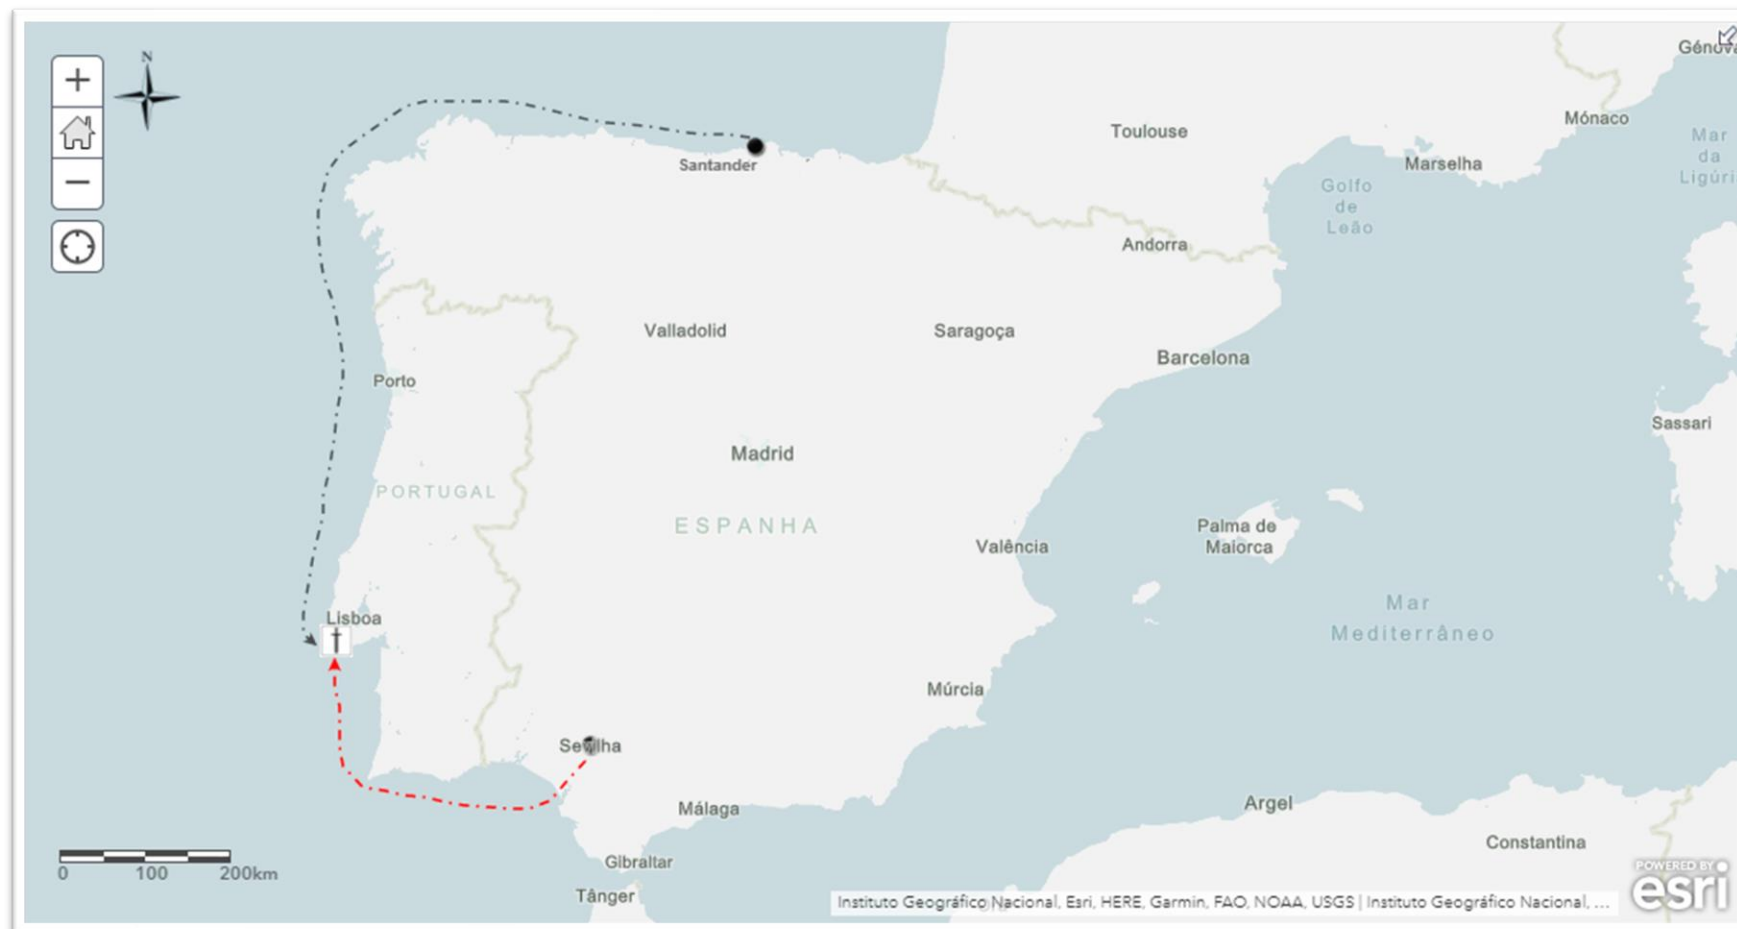 N
Génova
Mónaco
Toulouse
Mar
da
Marselha
Santander
Ligúri
Golfo
de
Leão
Andorra
Valladolid
Saragoça
Barcelona
Porto
Sassari
Madrid
PORTUGAL
ESPANHA
Palma de
Maiorca
Valência
Mar
Mediterrâneo
Lisboa
Múrcia
Sevilha
Málaga
Argel
Constantina
Gibraltar
Tânger
0 100 200km
POWERED BY
esri
Instituto Geográfico Nacional, Esri, HERE, Garmin, FAO, NOAA, USGS | Instituto Geográfico Nacional, ...